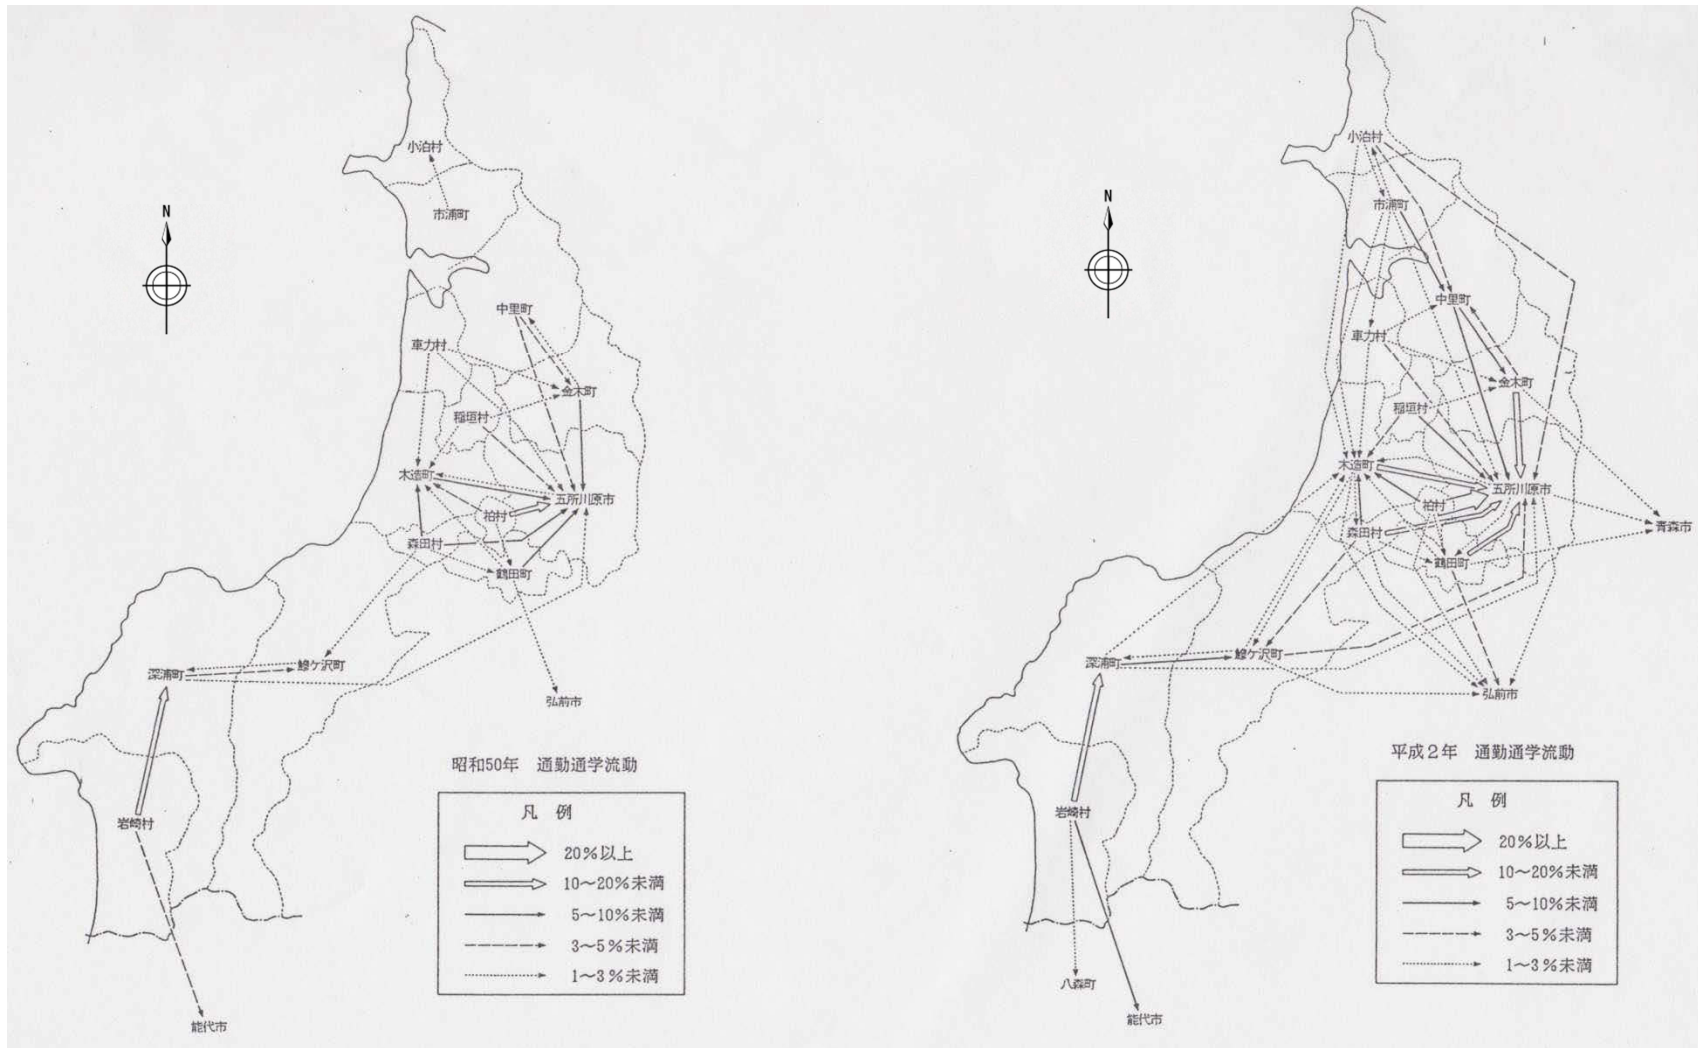 N
小泊村
市浦町
中里町
車力村
金木町
稲垣村
木造町
五所川原市
柏村
森田村
鶴田町
鰺ケ沢町
深浦町
弘前市
岩崎村
能代市
昭和50年 通勤通学流動
凡 例
20%以上
10～20%未満
5～10%未満
3～5%未満
1～3%未満
N
小泊村
市浦町
中里町
車力村
金木町
稲垣村
木造町
五所川原市
柏村
青森市
森田村
鶴田町
鰺ケ沢町
深浦町
弘前市
岩崎村
八森町
能代市
平成2年 通勤通学流動
凡 例
20%以上
10～20%未満
5～10%未満
3～5%未満
1～3%未満